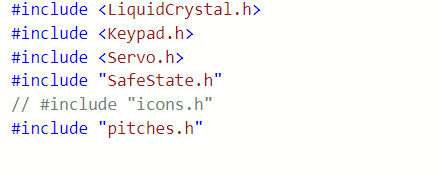 #include <LiquidCrystal.h>
#include <Keypad.h>
#include <Servo.h>
#include "SafeState.h"
// #include "icons.h"
#include "pitches.h"